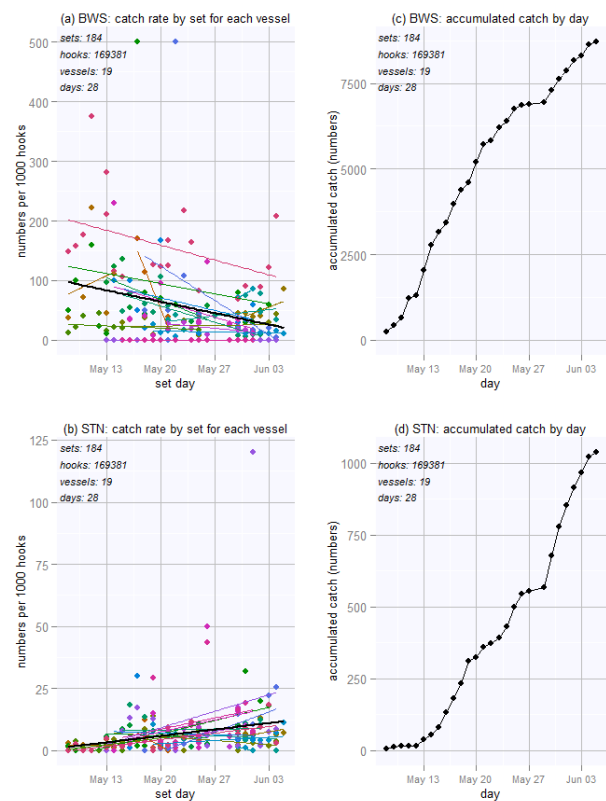 (a) BWS: catch rate by set for each vessel
sets: 184
hooks: 169381
vessels: 19
days: 28
numbers per 1000 hooks
500
400
300
200
100
0
May 13
May 20
May 27
Jun 03
set day
(c) BWS: accumulated catch by day
sets: 184
hooks: 169381
vessels: 19
days: 28
accumulated catch (numbers)
7500
5000
2500
0
May 13
May 20
May 27
Jun 03
day
(b) STN: catch rate by set for each vessel
sets: 184
hooks: 169381
vessels: 19
days: 28
numbers per 1000 hooks
125
100
75
50
25
0
May 13
May 20
May 27
Jun 03
set day
(d) STN: accumulated catch by day
sets: 184
hooks: 169381
vessels: 19
days: 28
accumulated catch (numbers)
1000
750
500
250
0
May 13
May 20
May 27
Jun 03
day